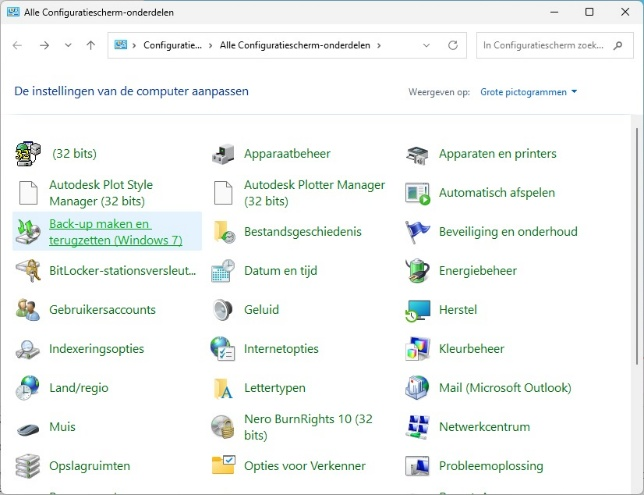 Alle Configuratiescherm-onderdelen
Configuratie... > Alle Configuratiescherm-onderdelen >
In Configuratiescherm zoek...
De instellingen van de computer aanpassen
Weergeven op: Grote pictogrammen
(32 bits)
Apparaatbeheer
Apparaten en printers
Autodesk Plot Style
Manager (32 bits)
Autodesk Plotter Manager
(32 bits)
Automatisch afspelen
Back-up maken en
terugzetten (Windows 7)
Bestandsgeschiedenis
Beveiliging en onderhoud
BitLocker-stationsversleut...
Datum en tijd
Energiebeheer
Gebruikersaccounts
Geluid
Herstel
Indexeringsopties
Internetopties
Kleurbeheer
Land/regio
Lettertypen
Mail (Microsoft Outlook)
Muis
Nero BurnRights 10 (32
bits)
Netwerkcentrum
Opslagruimten
Opties voor Verkenner
Probleemoplossing